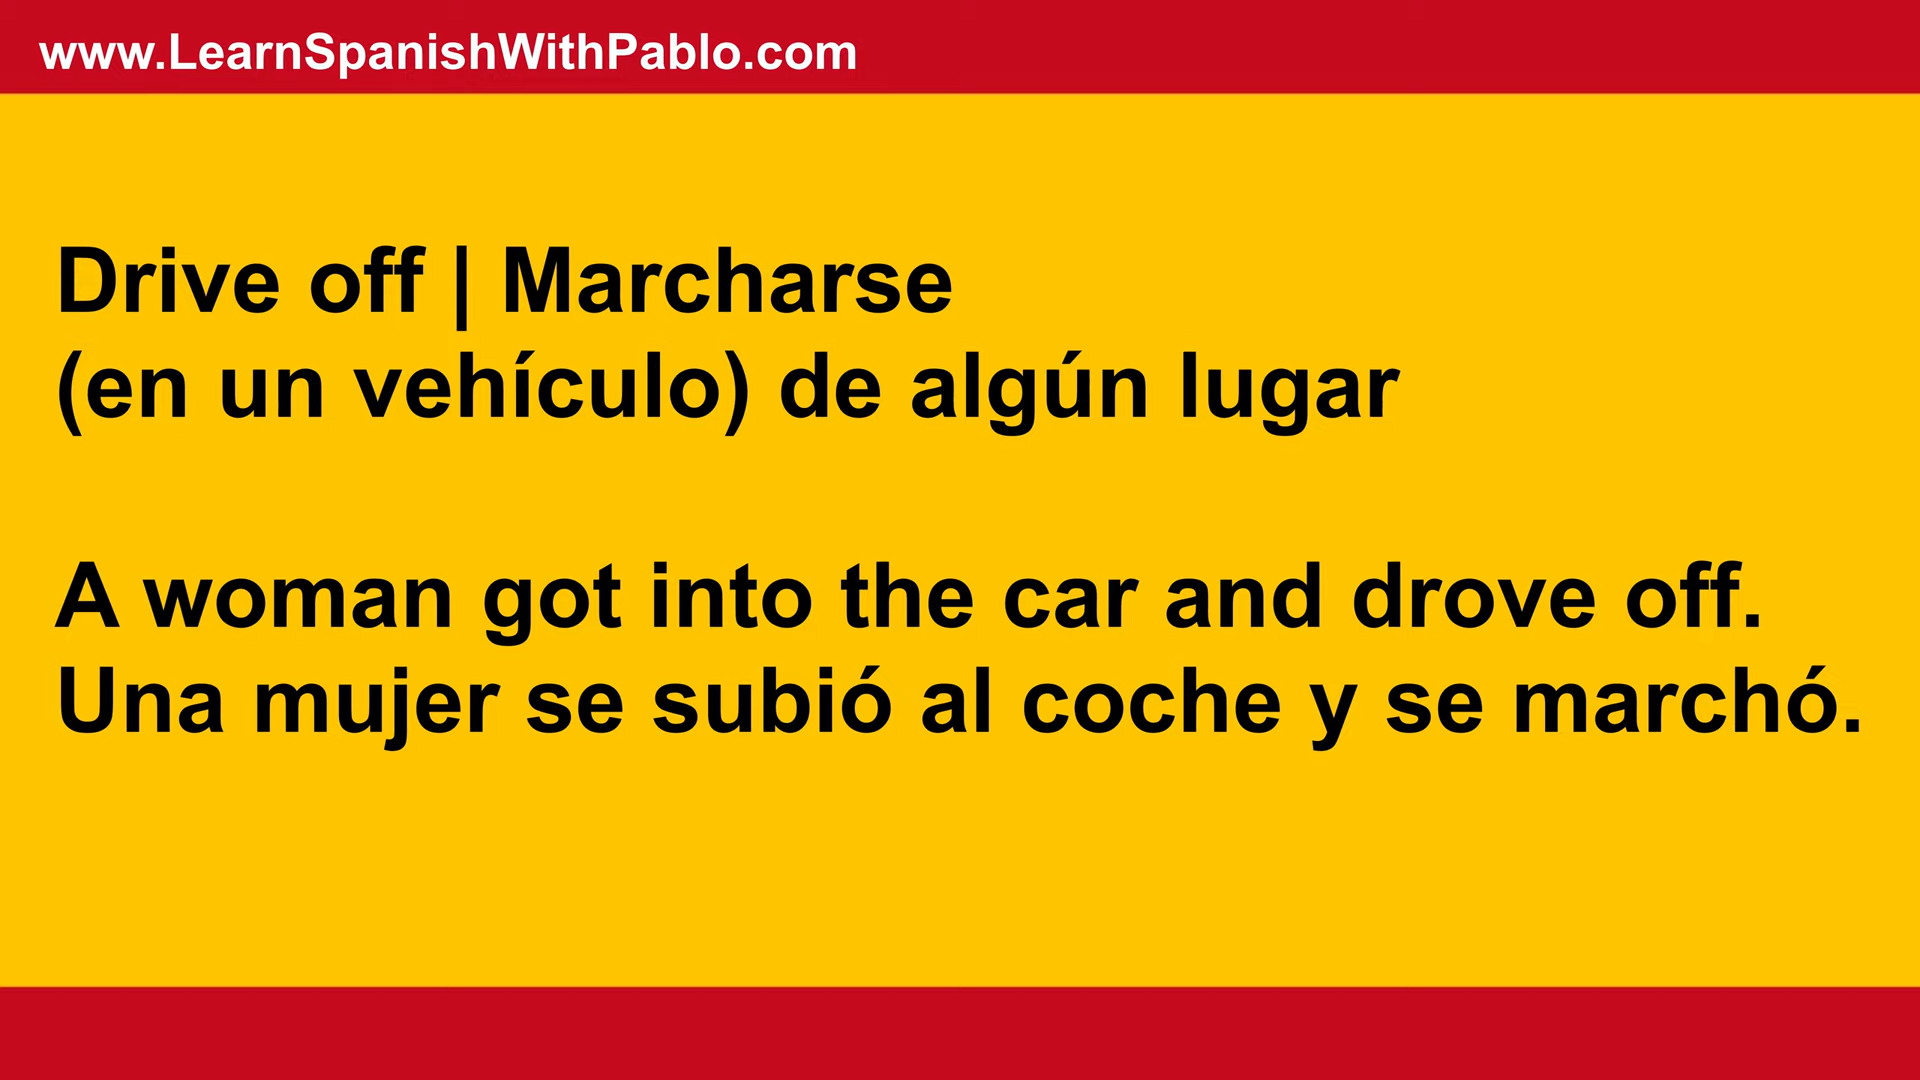 www.LearnSpanishWithPablo.com
Drive off | Marcharse
(en un vehículo) de algún lugar
A woman got into the car and drove off.
Una mujer se subió al coche y se marchó.